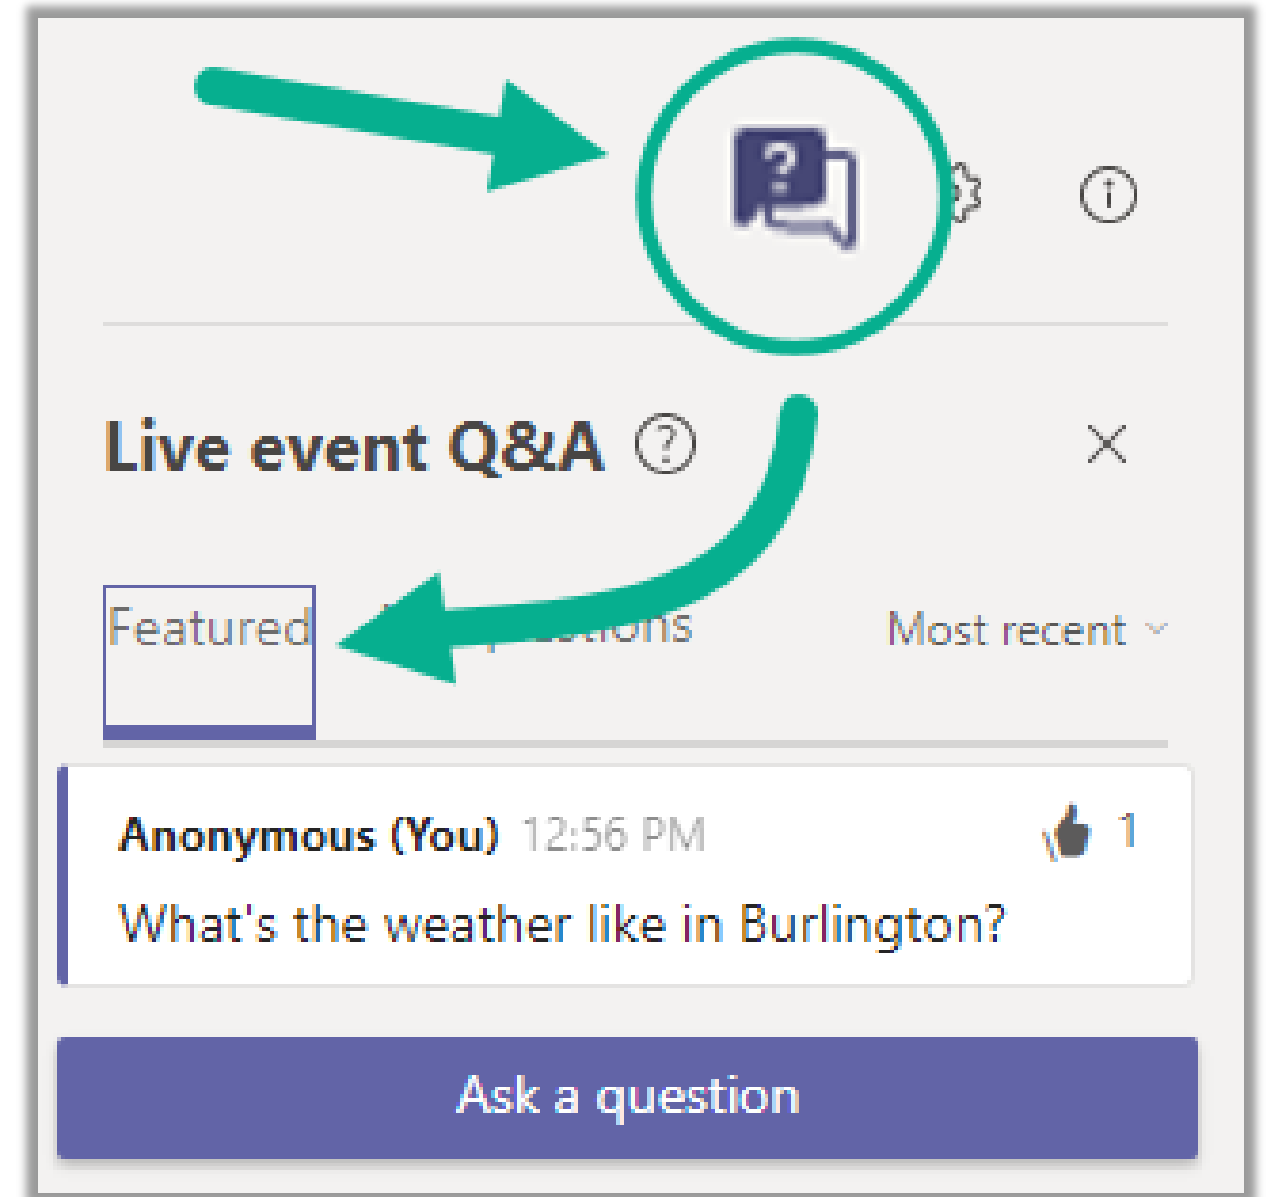 ?
i
Live event Q&A ?
Featured
Most recent
Anonymous (You) 12:56 PM 1
What's the weather like in Burlington?
Ask a question